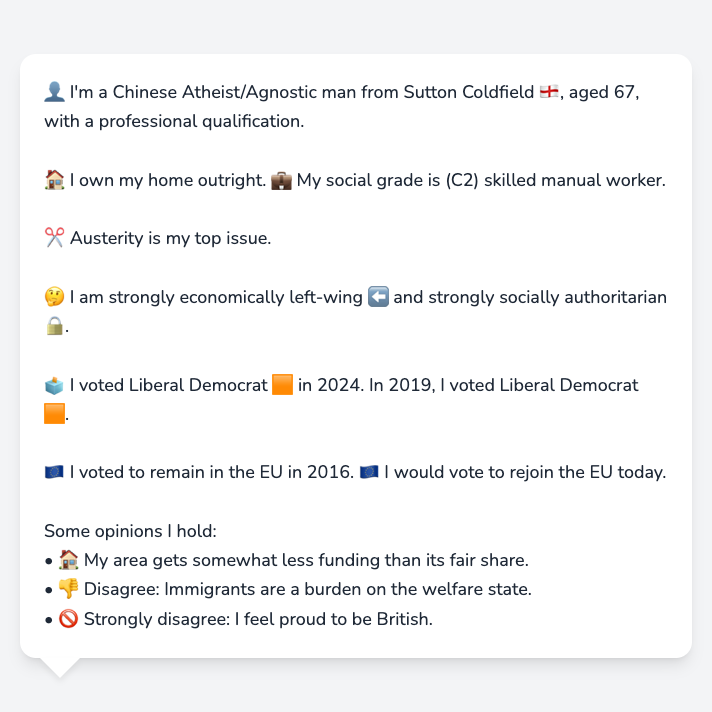 👤 I'm a Chinese Atheist/Agnostic man from Sutton Coldfield 🏴󠁧󠁢󠁥󠁮󠁧󠁿, aged 67,
with a professional qualification.
🏠 I own my home outright. 💼 My social grade is (C2) skilled manual worker.
✂️ Austerity is my top issue.
🤔 I am strongly economically left-wing ⬅️ and strongly socially authoritarian
🔒.
🗳️ I voted Liberal Democrat 🟧 in 2024. In 2019, I voted Liberal Democrat
🟧.
🇪🇺 I voted to remain in the EU in 2016. 🇪🇺 I would vote to rejoin the EU today.
Some opinions I hold:
• 🏠 My area gets somewhat less funding than its fair share.
• 👎 Disagree: Immigrants are a burden on the welfare state.
• 🚫 Strongly disagree: I feel proud to be British.